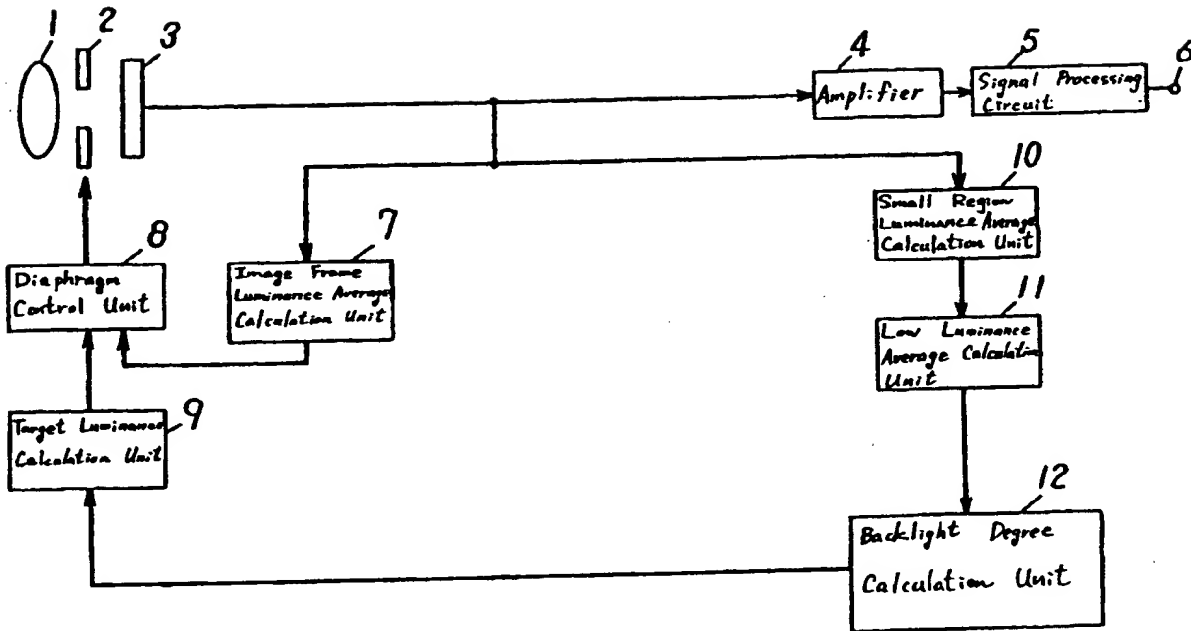 1
2
3
4
Amplifier
5
Signal Processing
Circuit
6
7
Image Frame
Luminance Average
Calculation Unit
8
Diaphragm
Control Unit
9
Target Luminance
Calculation Unit
10
Small Region
Luminance Average
Calculation Unit
11
Low Luminance
Average Calculation
Unit
12
Backlight Degree
Calculation Unit